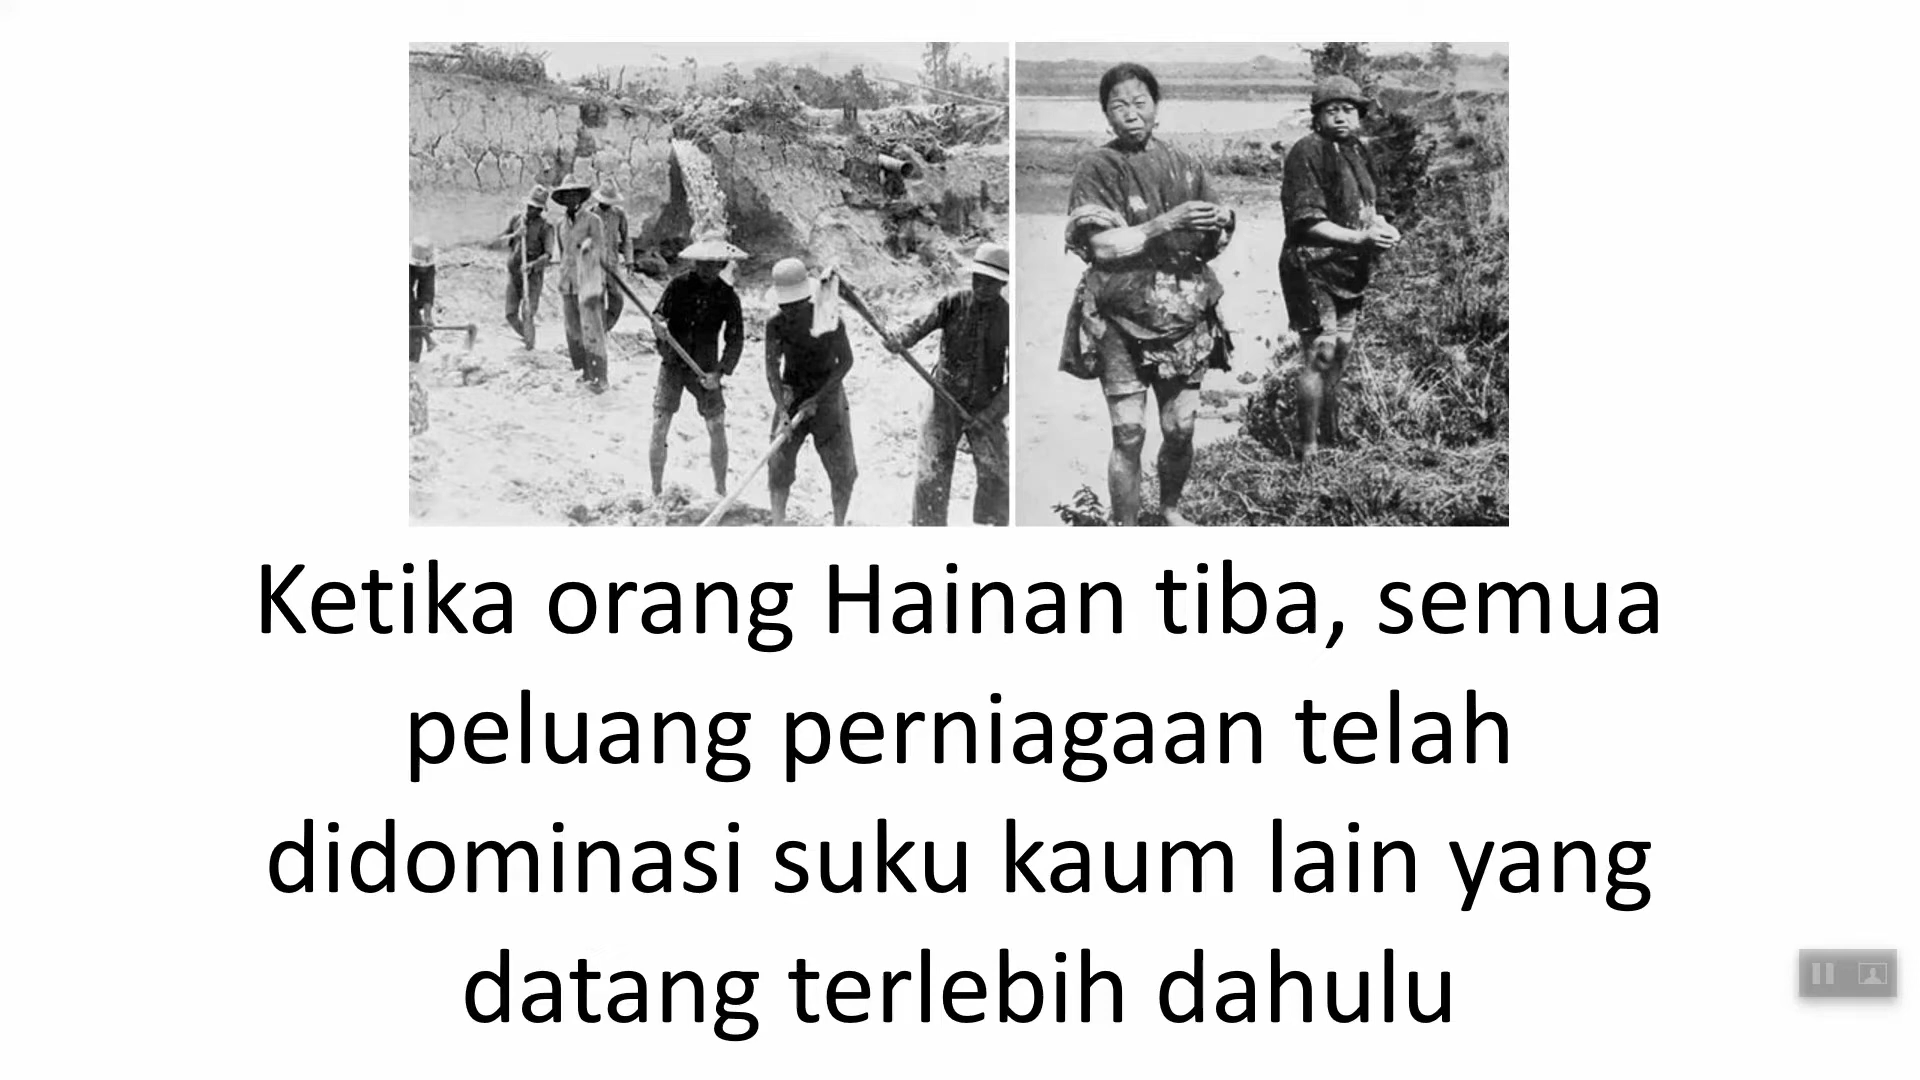 Ketika orang Hainan tiba, semua
peluang perniagaan telah
didominasi suku kaum lain yang
datang terlebih dahulu